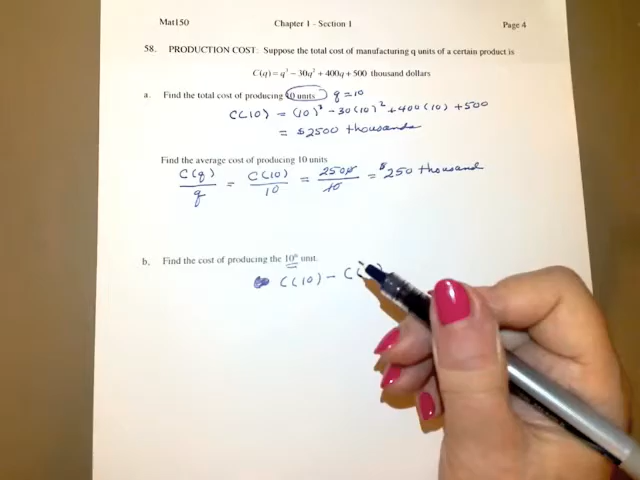 Mat150 Chapter 1 - Section 1 Page 4
58. PRODUCTION COST: Suppose the total cost of manufacturing q units of a certain product is
C(q) = q³ − 30q² + 400q + 500 thousand dollars
a. Find the total cost of producing 10 units q = 10
C(10) = (10)³ − 30(10)² + 400(10) + 500
= $2500 thousands
Find the average cost of producing 10 units
C(q)/q = C(10)/10 = 2500/10 = $250 thousand
b. Find the cost of producing the 10th unit.
C(10) − C(